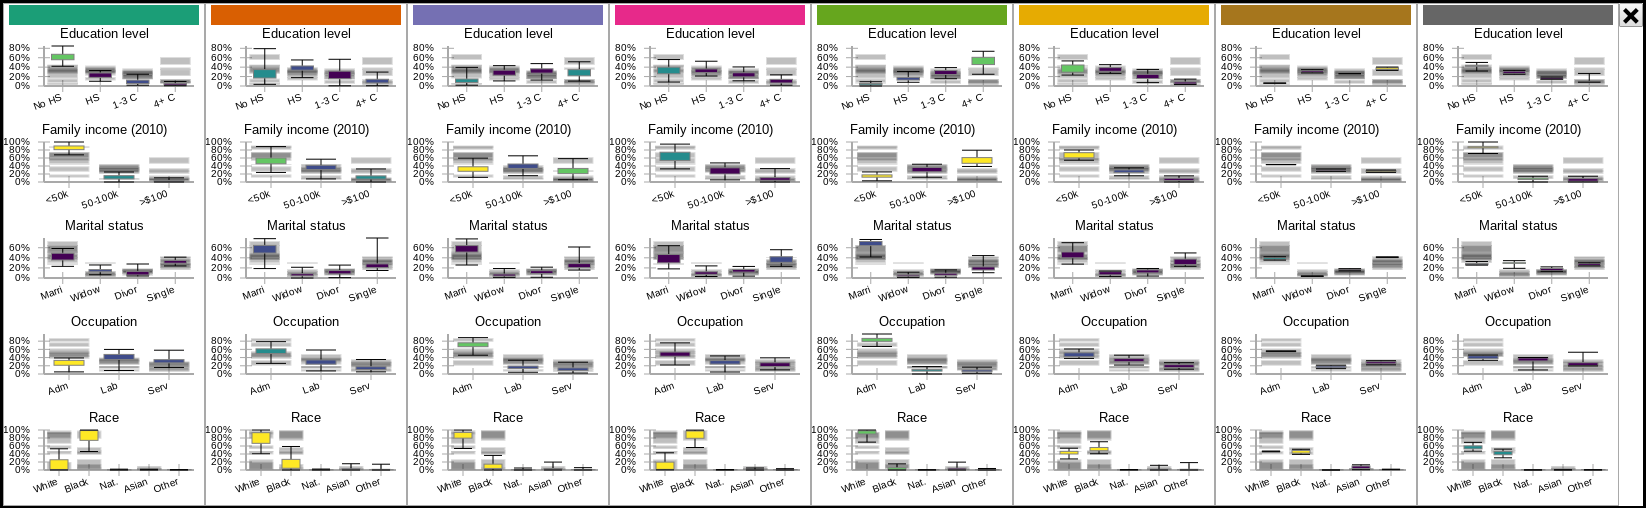 Education level Education level Education level Education level Education level Education level Education level Education level
80% 80% 80% 80% 80% 80% 80% 80%
60% 60% 60% 60% 60% 60% 60% 60%
40% 40% 40% 40% 40% 40% 40% 40%
20% 20% 20% 20% 20% 20% 20% 20%
0% 0% 0% 0% 0% 0% 0% 0%
No HS HS 1-3 C 4+ C No HS HS 1-3 C 4+ C No HS HS 1-3 C 4+ C No HS HS 1-3 C 4+ C No HS HS 1-3 C 4+ C No HS HS 1-3 C 4+ C No HS HS 1-3 C 4+ C No HS HS 1-3 C 4+ C
Family income (2010) Family income (2010) Family income (2010) Family income (2010) Family income (2010) Family income (2010) Family income (2010) Family income (2010)
100% 100% 100% 100% 100% 100% 100% 100%
80% 80% 80% 80% 80% 80% 80% 80%
60% 60% 60% 60% 60% 60% 60% 60%
40% 40% 40% 40% 40% 40% 40% 40%
20% 20% 20% 20% 20% 20% 20% 20%
0% 0% 0% 0% 0% 0% 0% 0%
<50k 50-100k >$100 <50k 50-100k >$100 <50k 50-100k >$100 <50k 50-100k >$100 <50k 50-100k >$100 <50k 50-100k >$100 <50k 50-100k >$100 <50k 50-100k >$100
Marital status Marital status Marital status Marital status Marital status Marital status Marital status Marital status
60% 60% 60% 60% 60% 60% 60% 60%
40% 40% 40% 40% 40% 40% 40% 40%
20% 20% 20% 20% 20% 20% 20% 20%
0% 0% 0% 0% 0% 0% 0% 0%
Marri Widow Divor Single Marri Widow Divor Single Marri Widow Divor Single Marri Widow Divor Single Marri Widow Divor Single Marri Widow Divor Single Marri Widow Divor Single Marri Widow Divor Single
Occupation Occupation Occupation Occupation Occupation Occupation Occupation Occupation
80% 80% 80% 80% 80% 80% 80% 80%
60% 60% 60% 60% 60% 60% 60% 60%
40% 40% 40% 40% 40% 40% 40% 40%
20% 20% 20% 20% 20% 20% 20% 20%
0% 0% 0% 0% 0% 0% 0% 0%
Adm Lab Serv Adm Lab Serv Adm Lab Serv Adm Lab Serv Adm Lab Serv Adm Lab Serv Adm Lab Serv Adm Lab Serv
Race Race Race Race Race Race Race Race
100% 100% 100% 100% 100% 100% 100% 100%
80% 80% 80% 80% 80% 80% 80% 80%
60% 60% 60% 60% 60% 60% 60% 60%
40% 40% 40% 40% 40% 40% 40% 40%
20% 20% 20% 20% 20% 20% 20% 20%
0% 0% 0% 0% 0% 0% 0% 0%
White Black Nat. Asian Other White Black Nat. Asian Other White Black Nat. Asian Other White Black Nat. Asian Other White Black Nat. Asian Other White Black Nat. Asian Other White Black Nat. Asian Other White Black Nat. Asian Other